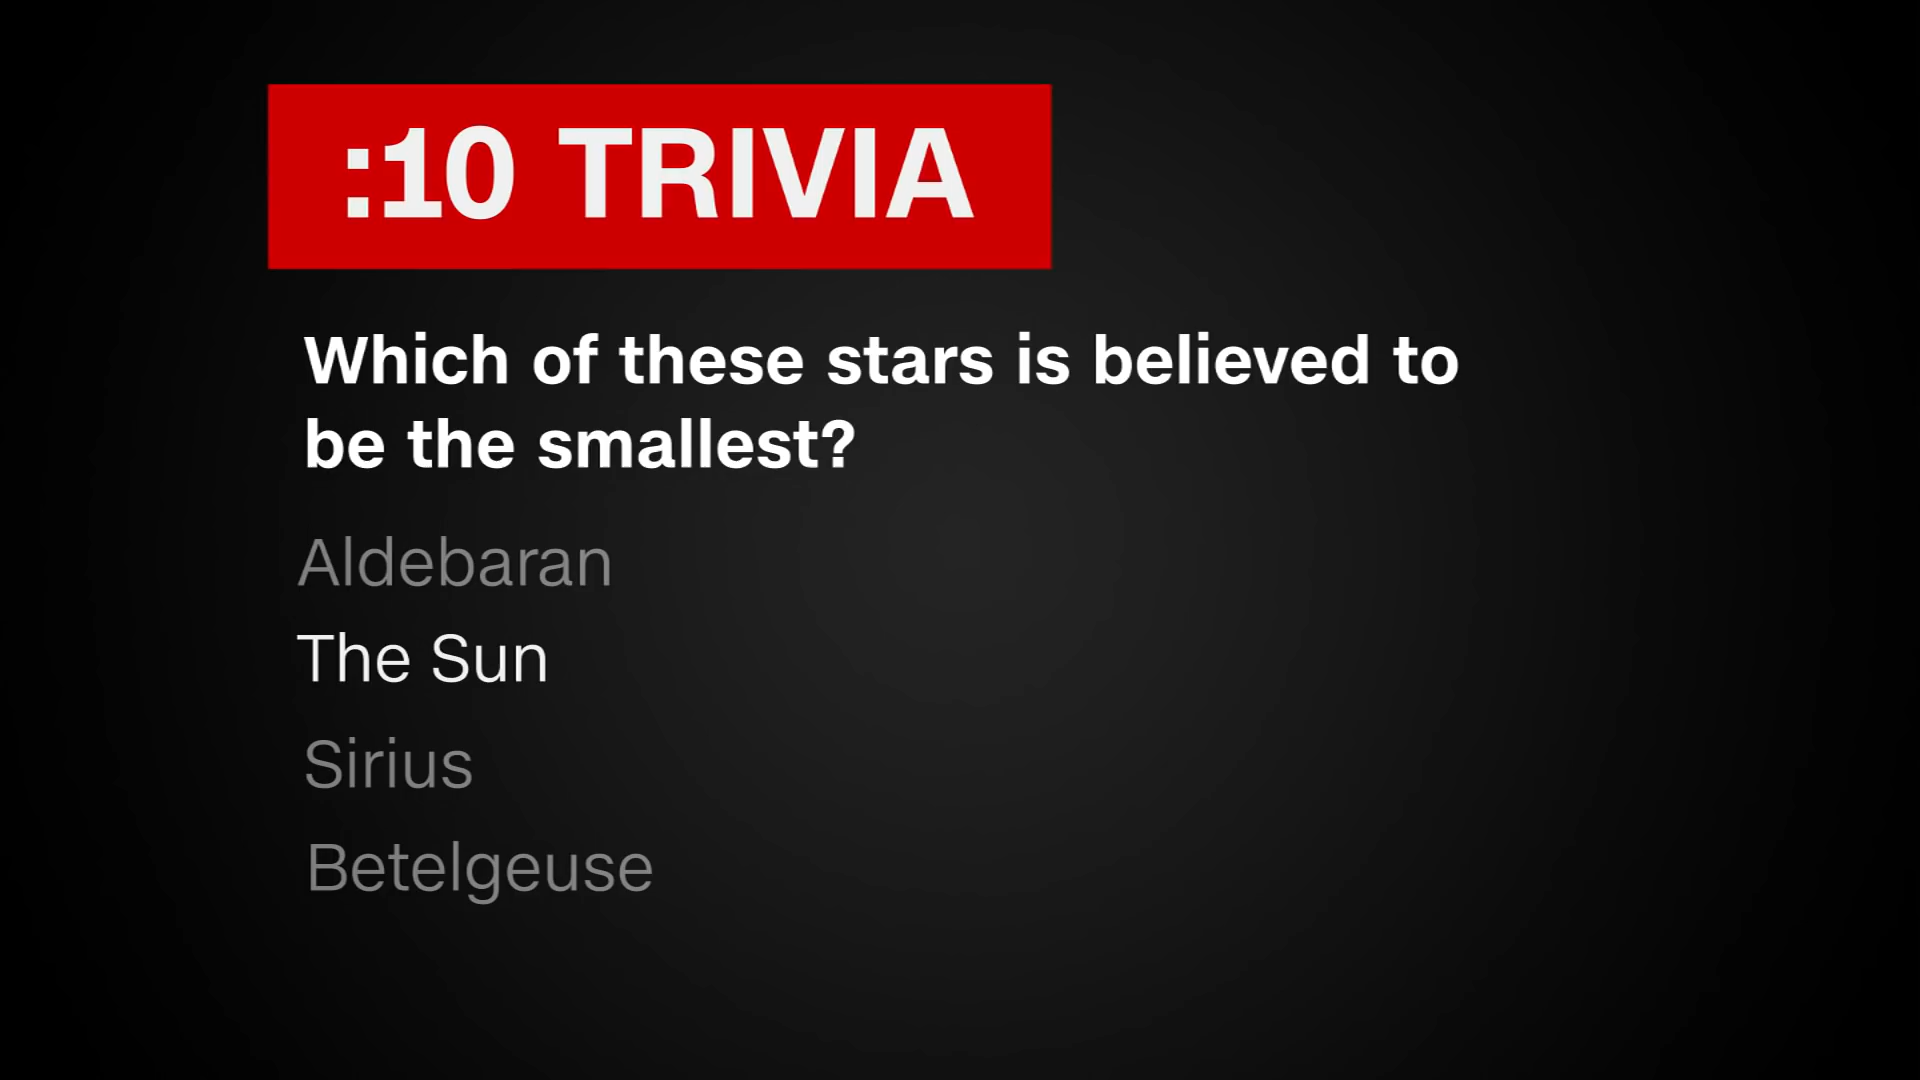 :10 TRIVIA
Which of these stars is believed to
be the smallest?
Aldebaran
The Sun
Sirius
Betelgeuse